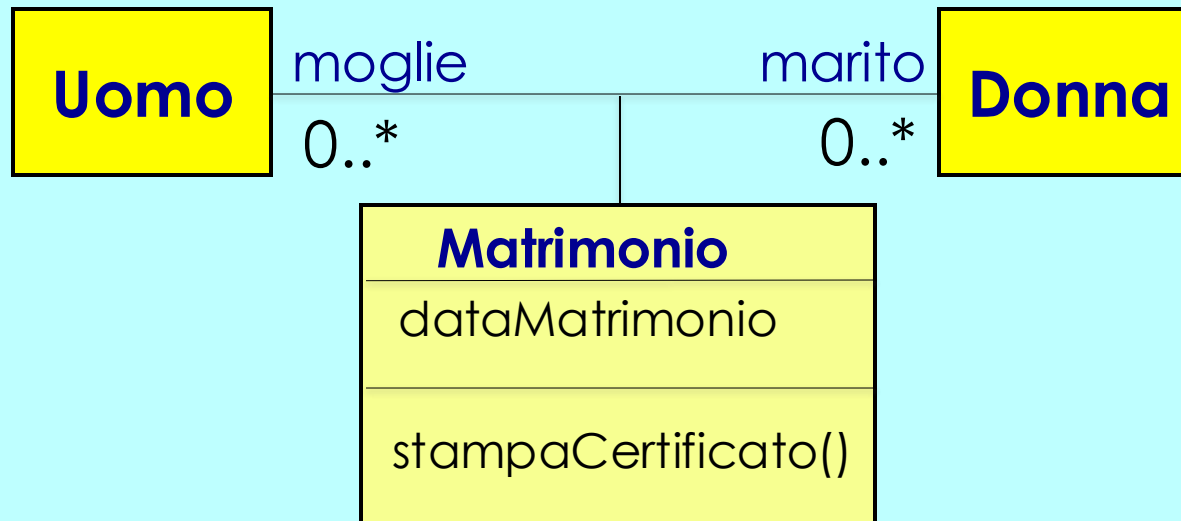 Uomo
moglie
marito
Donna
0..*
0..*
Matrimonio
dataMatrimonio
stampaCertificato()